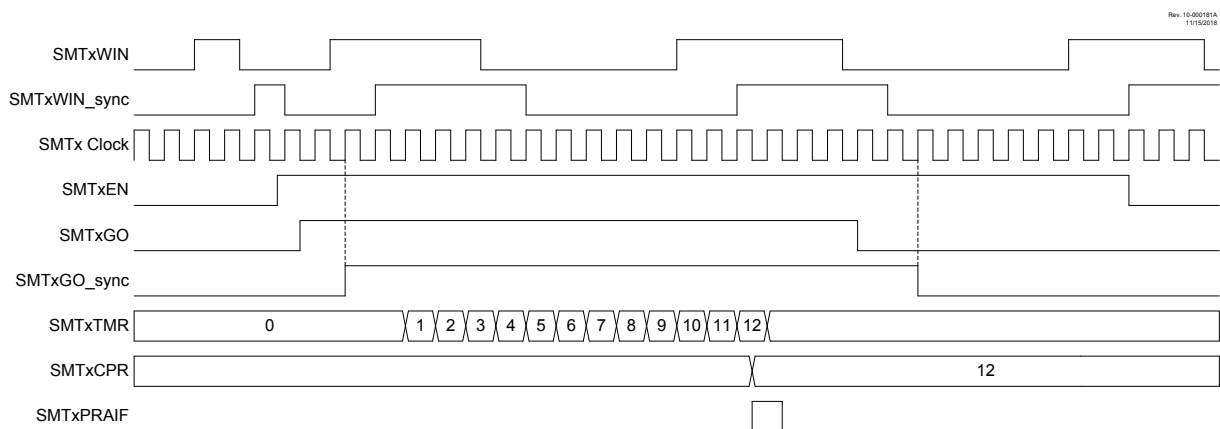 Rev. 10-000181A
11/15/2018
SMTxWIN
SMTxWIN_sync
SMTx Clock
SMTxEN
SMTxGO
SMTxGO_sync
SMTxTMR 0 1 2 3 4 5 6 7 8 9 10 11 12
SMTxCPR 12
SMTxPRAIF